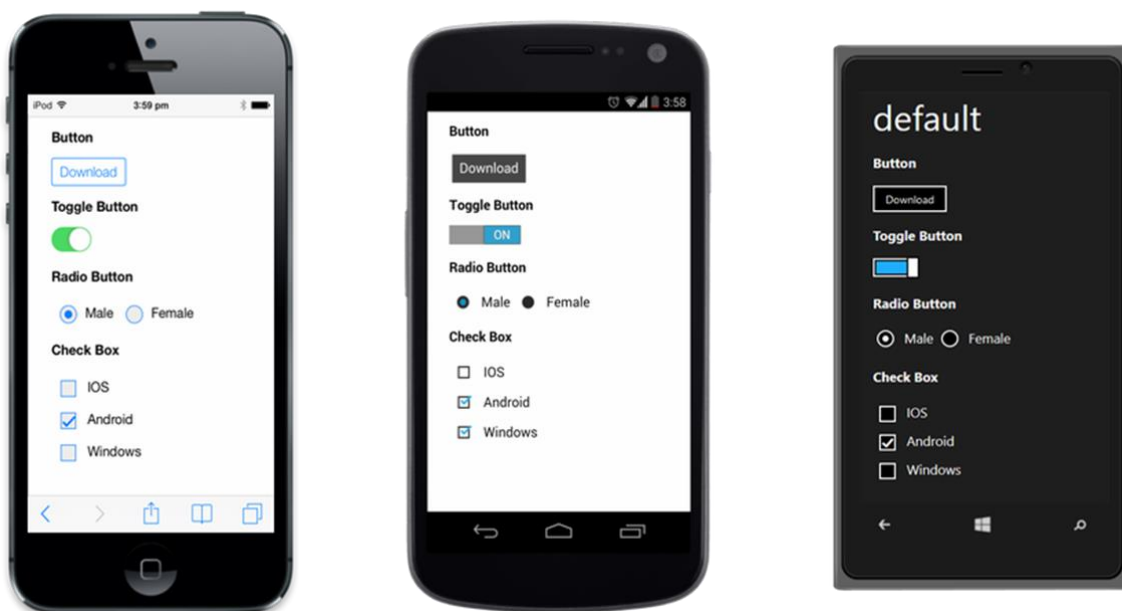 iPod 3:59 pm
Button
Download
Toggle Button
Radio Button
Male Female
Check Box
IOS
Android
Windows
3:58
Button
Download
Toggle Button
ON
Radio Button
Male Female
Check Box
IOS
Android
Windows
default
Button
Download
Toggle Button
Radio Button
Male Female
Check Box
IOS
Android
Windows